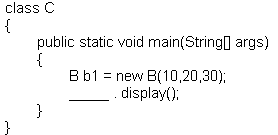 class C
{
public static void main(String[] args)
{
B b1 = new B(10,20,30);
_____ . display();
}
}